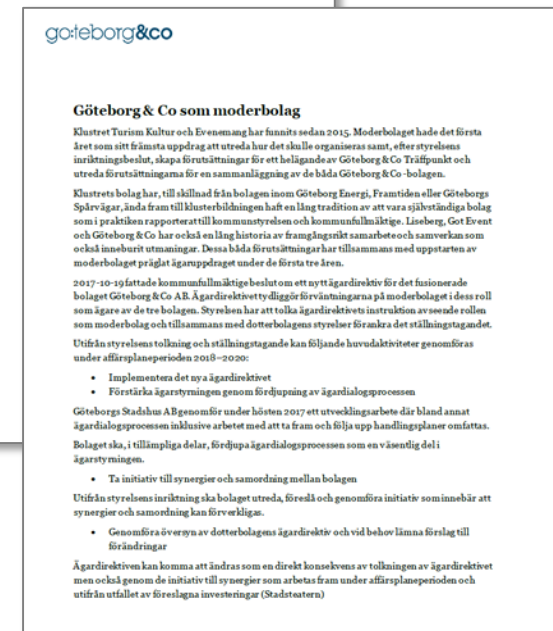 go:teborg&co
Göteborg & Co som moderbolag
Klustret Turism Kultur och Evenemang har funnits sedan 2015. Moderbolaget hade det första
året som sitt främsta uppdrag att utreda hur det skulle organiseras samt, efter styrelsens
inriktningsbeslut, skapa förutsättningar för ett helägande av Göteborg & Co Träffpunkt och
utreda förutsättningarna för en sammanläggning av de båda Göteborg & Co -bolagen.
Klustrets bolag har, till skillnad från bolagen inom Göteborg Energi, Framtiden eller Göteborgs
Spårvägar, ända fram till klusterbildningen haft en lång tradition av att vara självständiga bolag
som i praktiken rapporterat till kommunstyrelsen och kommunfullmäktige. Liseberg, Got Event
och Göteborg & Co har också en lång historia av framgångsrikt samarbete och samverkan som
också inneburit utmaningar. Dessa båda förutsättningar har tillsammans med uppstarten av
moderbolaget präglat ägaruppdraget under de första tre åren.
2017-10-19 fattade kommunfullmäktige beslut om ett nytt ägardirektiv för det fusionerade
bolaget Göteborg & Co AB. Ägardirektivet tydliggör förväntningarna på moderbolaget i dess roll
som ägare av de tre bolagen. Styrelsen har att tolka ägardirektivets instruktion avseende rollen
som moderbolag och tillsammans med dotterbolagens styrelser förankra det ställningstagandet.
Utifrån styrelsens tolkning och ställningstagande kan följande huvudaktiviteter genomföras
under affärsplaneperioden 2018–2020:
• Implementera det nya ägardirektivet
• Förstärka ägarstyrningen genom fördjupning av ägardialogsprocessen
Göteborgs Stadshus AB genomför under hösten 2017 ett utvecklingsarbete där bland annat
ägardialogsprocessen inklusive arbetet med att ta fram och följa upp handlingsplaner omfattas.
Bolaget ska, i tillämpliga delar, fördjupa ägardialogsprocessen som en väsentlig del i
ägarstyrningen.
• Ta initiativ till synergier och samordning mellan bolagen
Utifrån styrelsens inriktning ska bolaget utreda, föreslå och genomföra initiativ som innebär att
synergier och samordning kan förverkligas.
• Genomföra översyn av dotterbolagens ägardirektiv och vid behov lämna förslag till
förändringar
Ägardirektiven kan komma att ändras som en direkt konsekvens av tolkningen av ägardirektivet
men också genom de initiativ till synergier som arbetas fram under affärsplaneperioden och
utifrån utfallet av föreslagna investeringar (Stadsteatern)